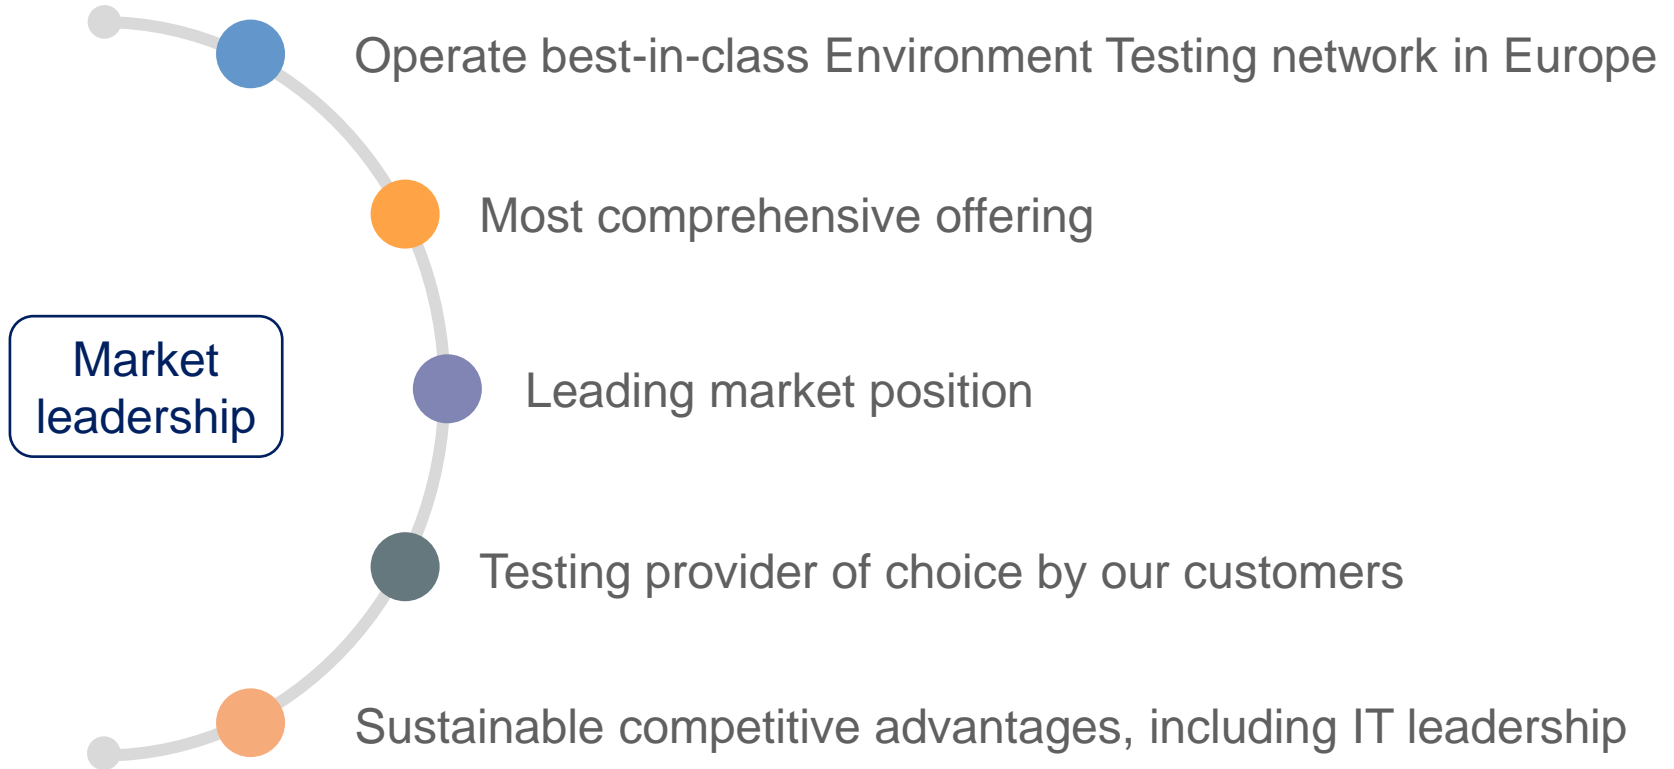 Operate best-in-class Environment Testing network in Europe
Most comprehensive offering
Market
leadership
Leading market position
Testing provider of choice by our customers
Sustainable competitive advantages, including IT leadership